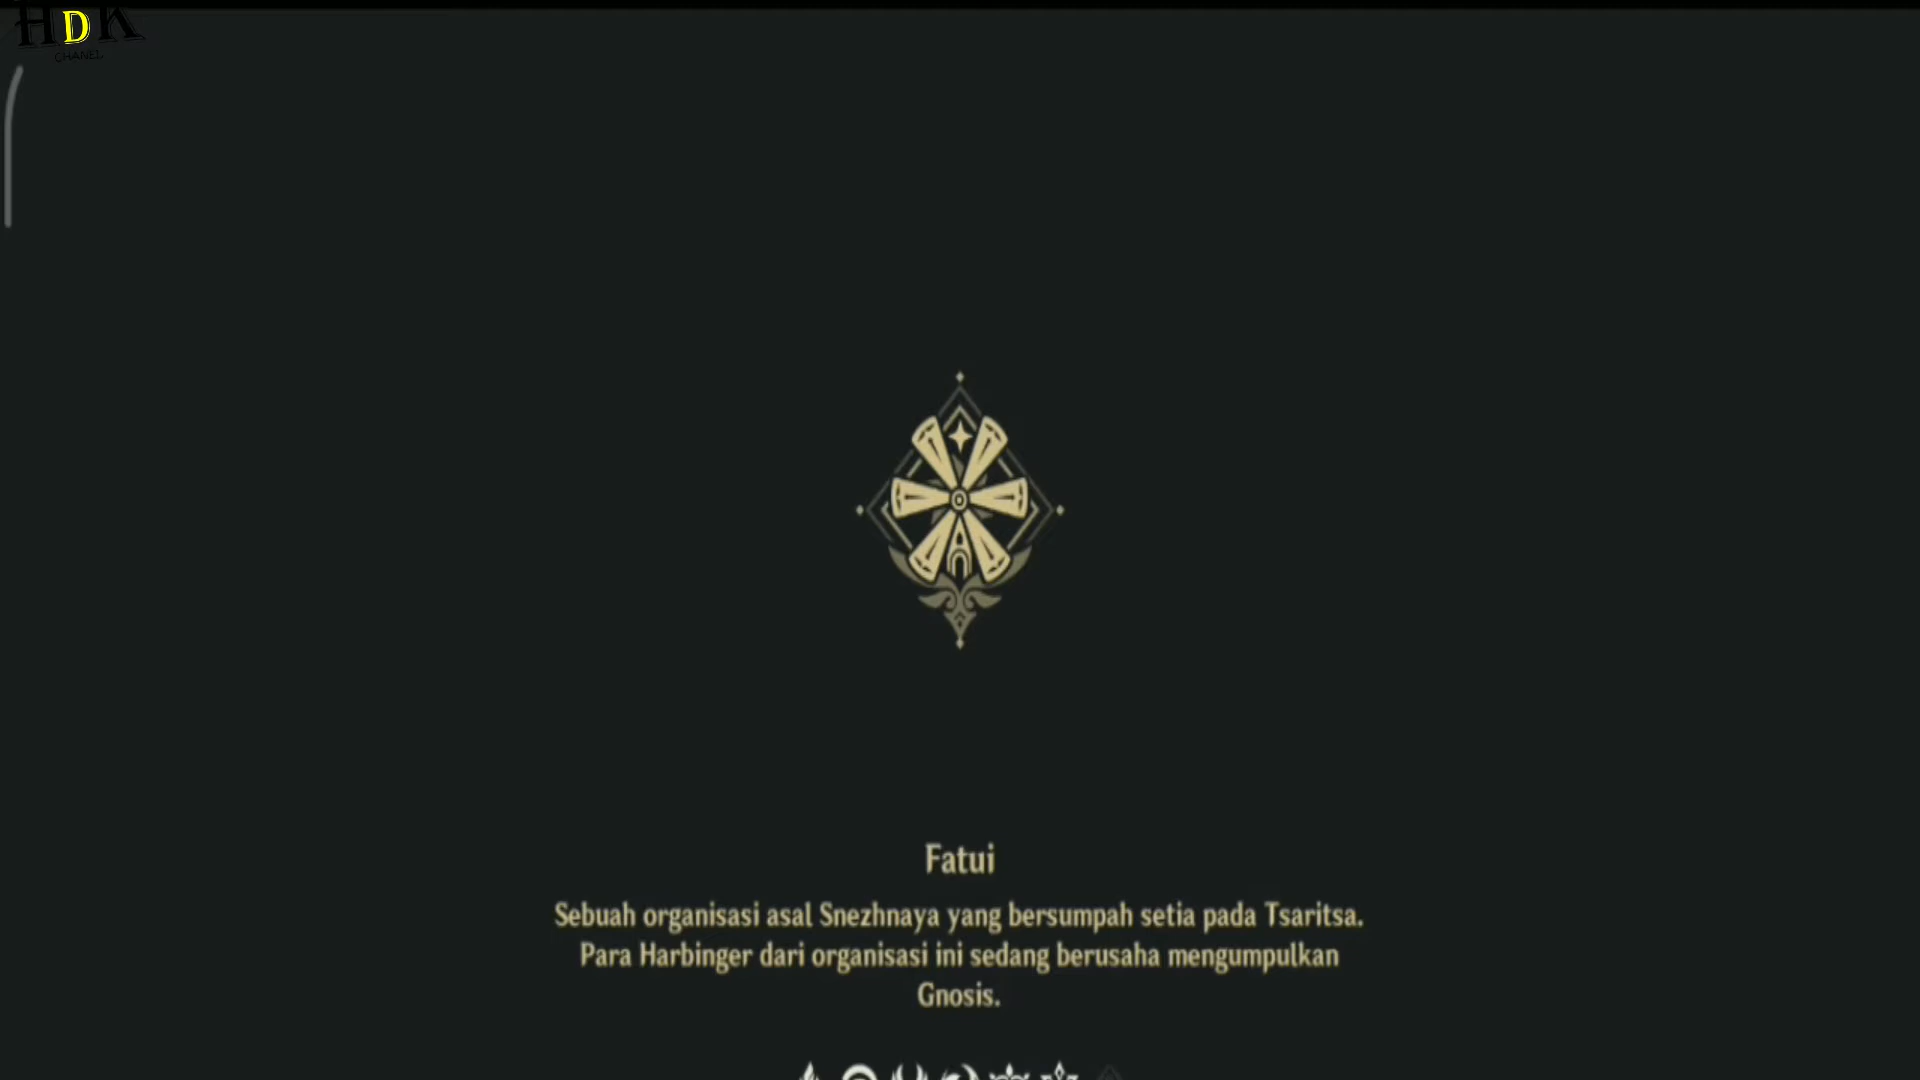 HDK
CHANEL
Fatui
Sebuah organisasi asal Snezhnaya yang bersumpah setia pada Tsaritsa.
Para Harbinger dari organisasi ini sedang berusaha mengumpulkan
Gnosis.